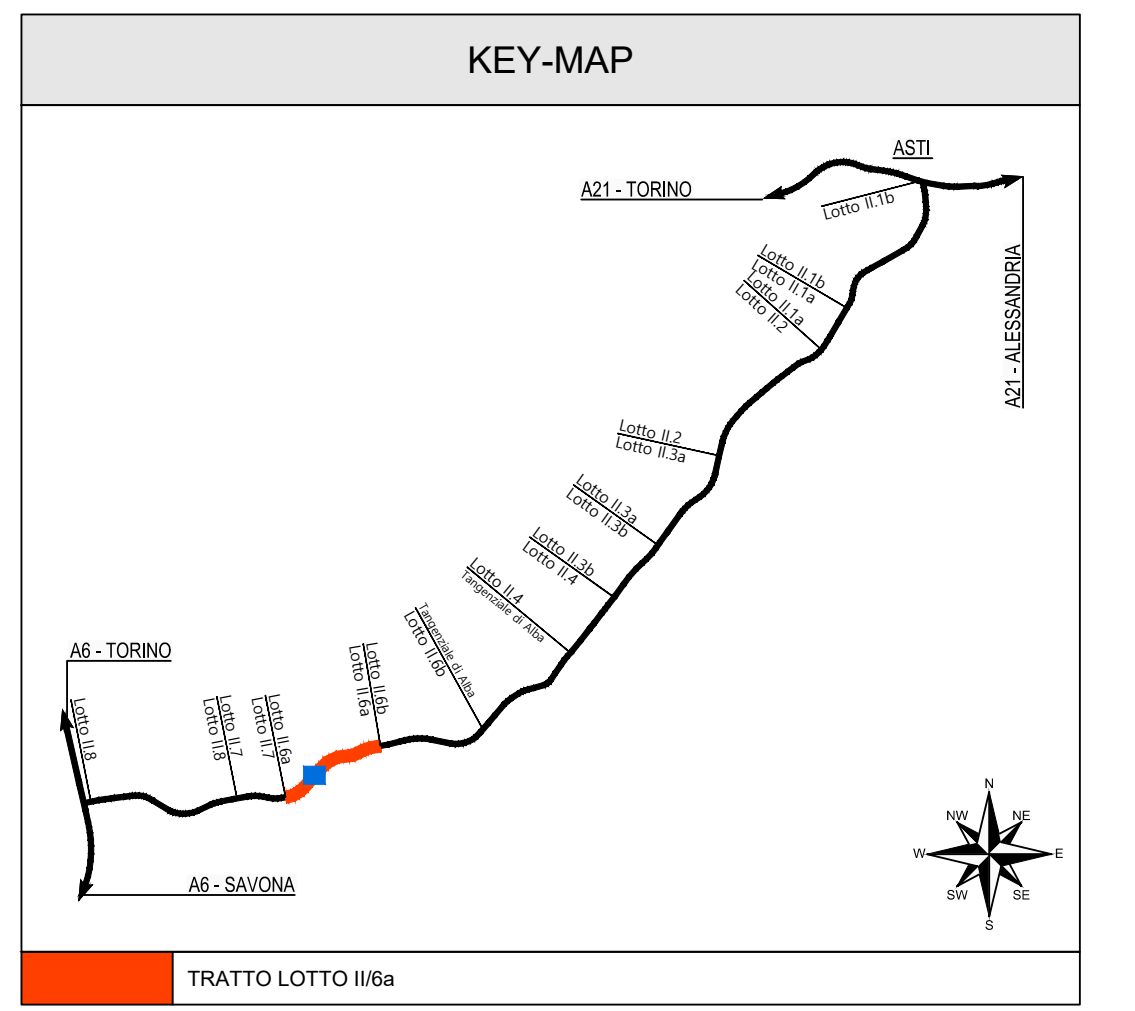 KEY-MAP
ASTI
A21 - TORINO
Lotto II.1b
A21 - ALESSANDRIA
Lotto II.1b
Lotto II.1a
Lotto II.1a
Lotto II.2
Lotto II.2
Lotto II.3a
Lotto II.3a
Lotto II.3b
Lotto II.3b
Lotto II.4
Lotto II.4
Tangenziale di Alba
Tangenziale di Alba
Lotto II.6b
Lotto II.6b
Lotto II.6a
A6 - TORINO
Lotto II.6a
Lotto II.7
Lotto II.7
Lotto II.8
Lotto II.8
A6 - SAVONA
N
NW
NE
W
E
SW
SE
S
TRATTO LOTTO II/6a